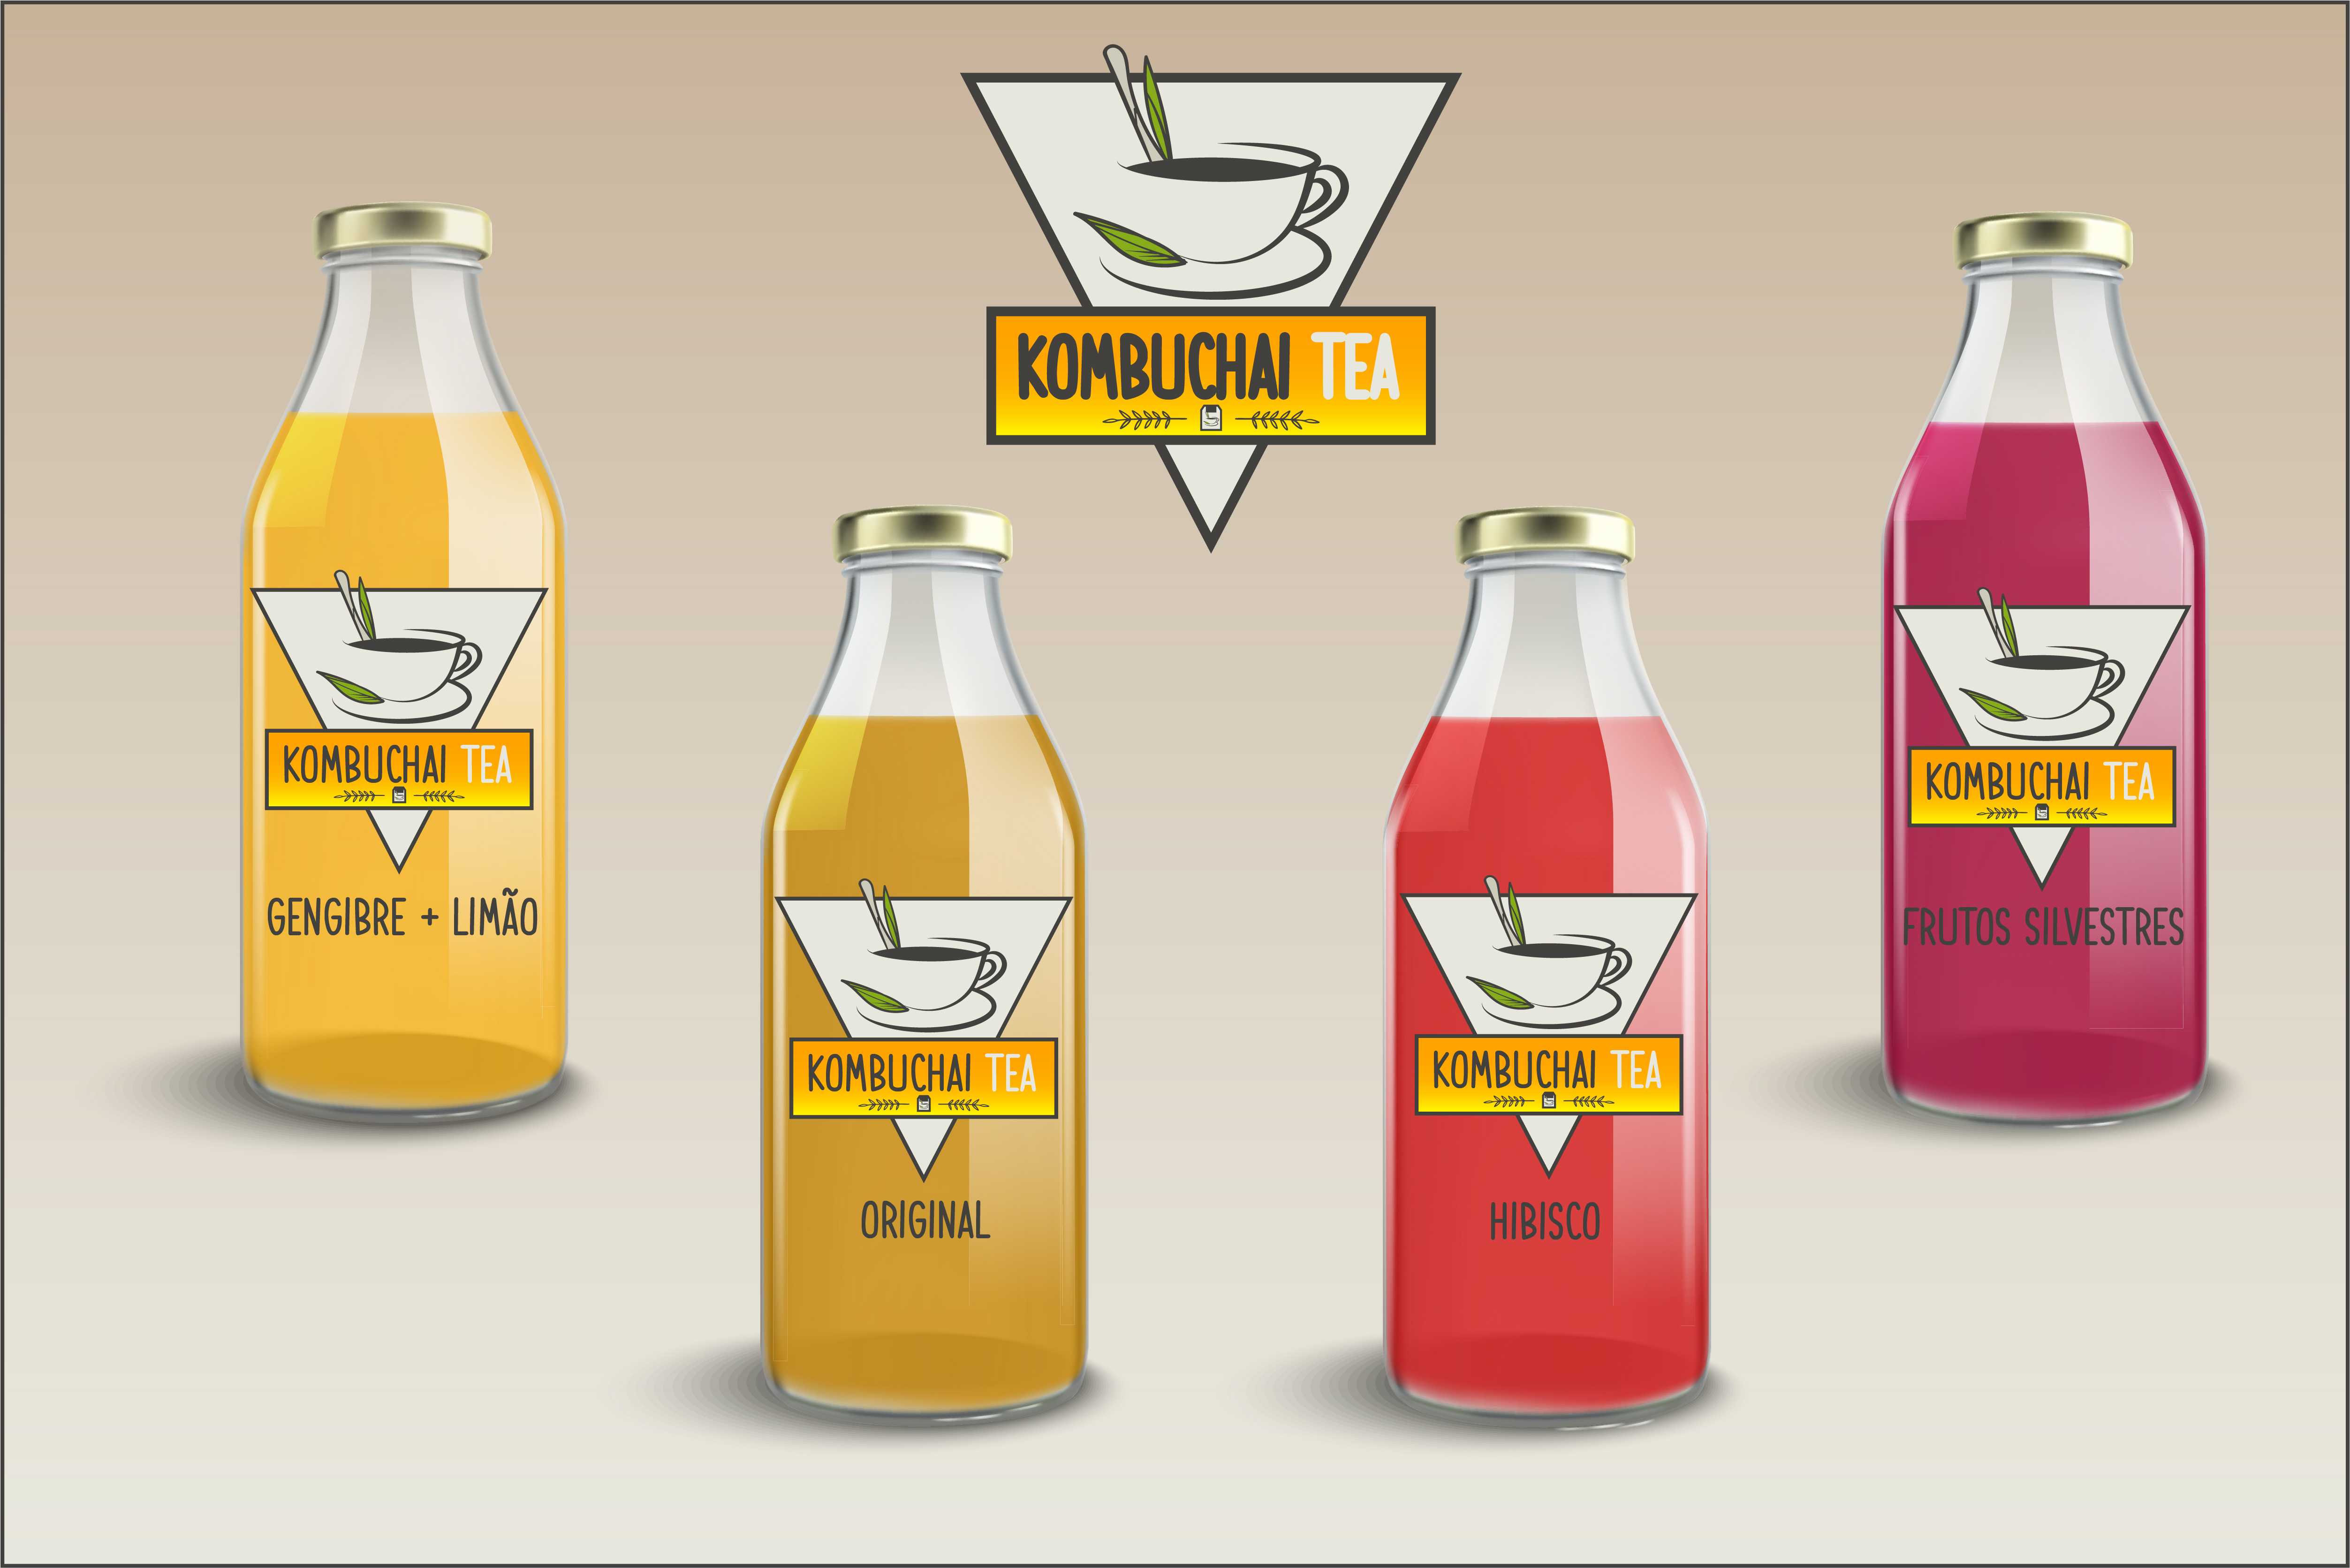 KOMBUCHAI TEA
KOMBUCHAI TEA
GENGIBRE + LIMÃO
KOMBUCHAI TEA
ORIGINAL
KOMBUCHAI TEA
HIBISCO
KOMBUCHAI TEA
FRUTOS SILVESTRES